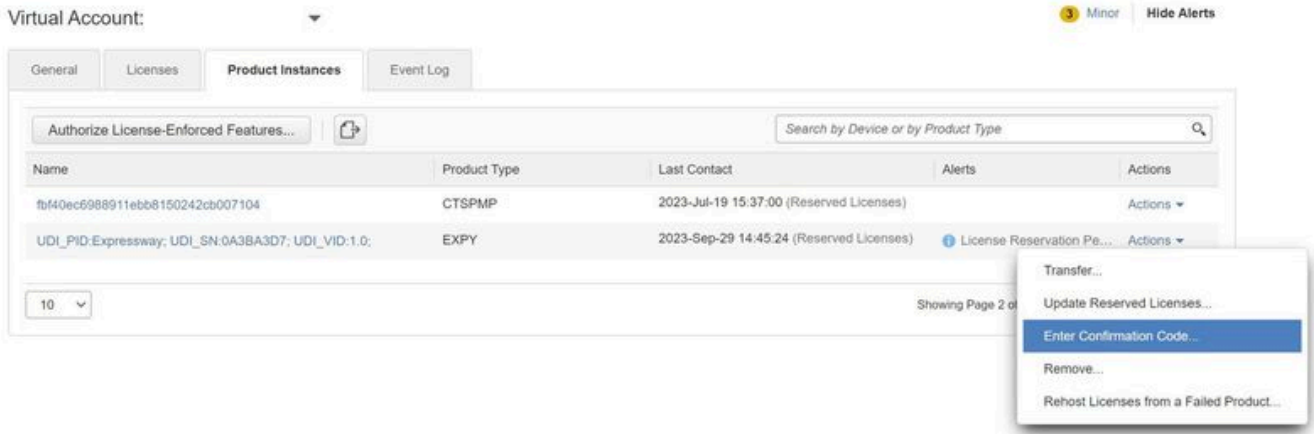 Virtual Account:
3 Minor Hide Alerts
General Licenses Product Instances Event Log
Authorize License-Enforced Features... Search by Device or by Product Type
Name Product Type Last Contact Alerts Actions
fbf40ec6988911ebb8150242cb007104 CTSPMP 2023-Jul-19 15:37:00 (Reserved Licenses) Actions
UDI_PID:Expressway; UDI_SN:0A3BA3D7; UDI_VID:1.0; EXPY 2023-Sep-29 14:45:24 (Reserved Licenses) License Reservation Pe... Actions
Transfer...
10 Showing Page 2 of Update Reserved Licenses...
Enter Confirmation Code...
Remove...
Rehost Licenses from a Failed Product...